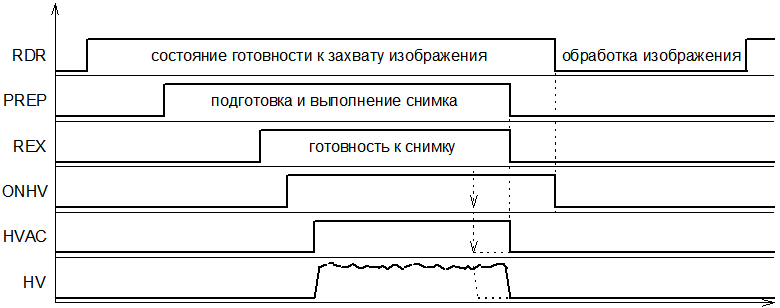 RDR состояние готовности к захвату изображения обработка изображения
PREP подготовка и выполнение снимка
REX готовность к снимку
ONHV
HVAC
HV